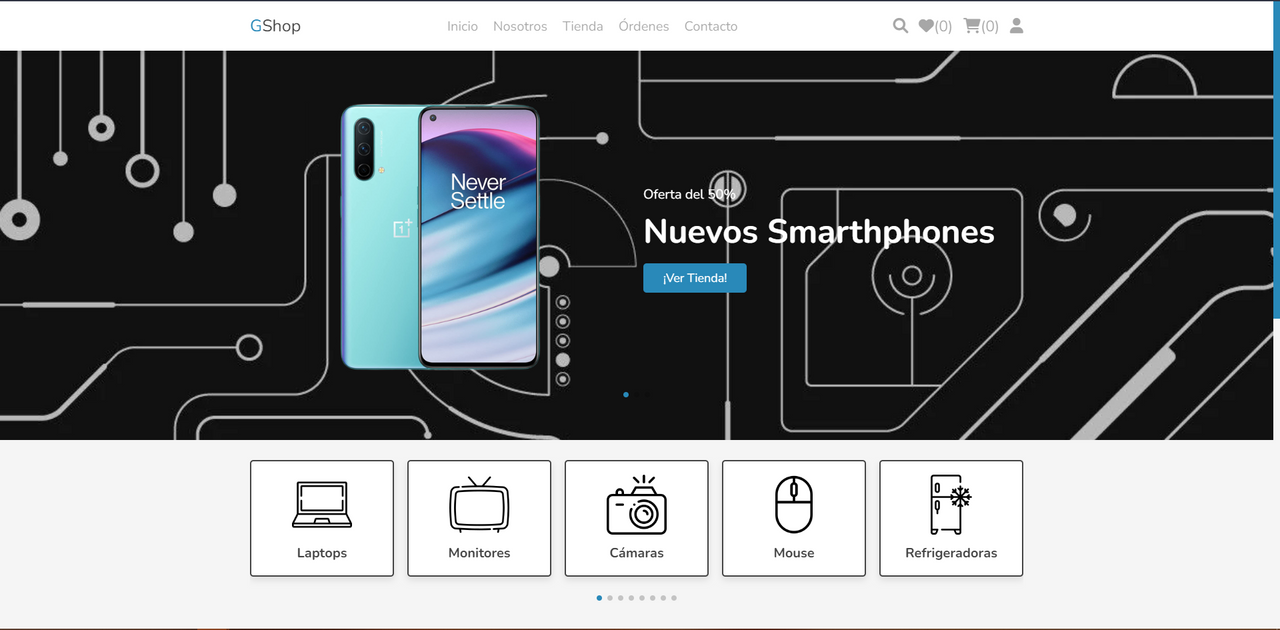 GShop
Inicio Nosotros Tienda Órdenes Contacto
(0) (0)
Never
Settle
1+
Oferta del 50%
Nuevos Smarthphones
¡Ver Tienda!
Laptops Monitores Cámaras Mouse Refrigeradoras